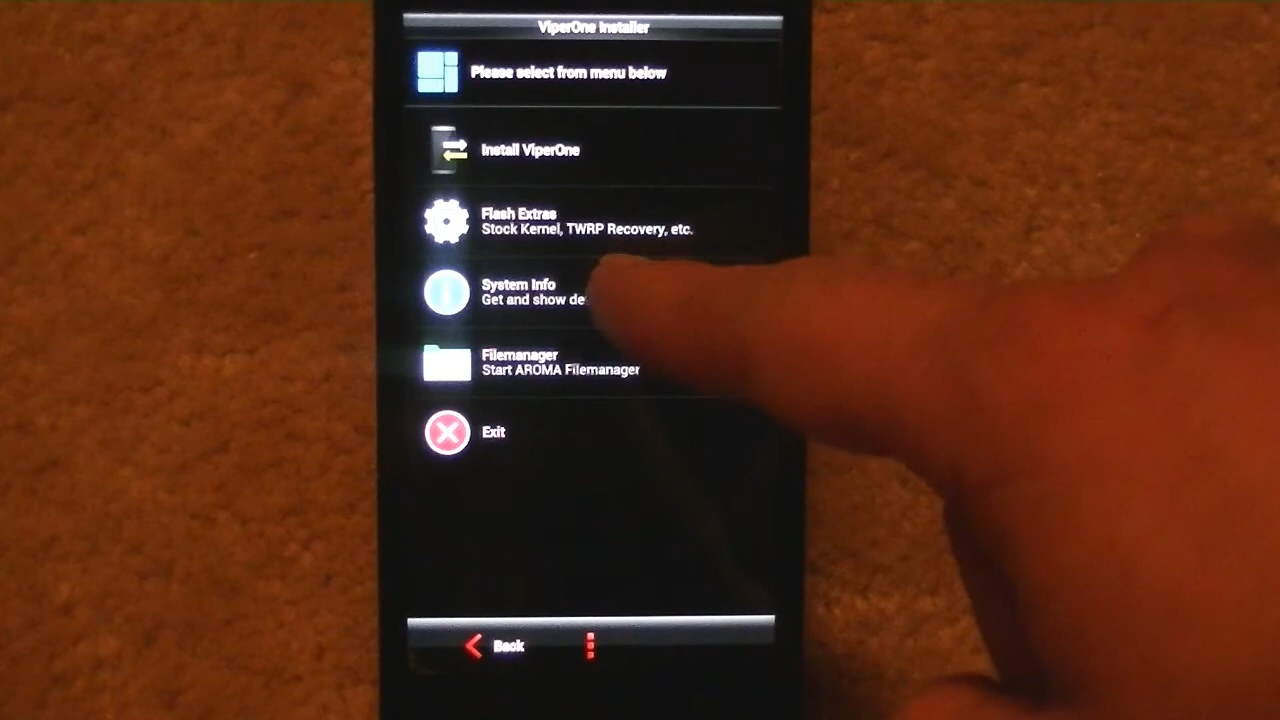 ViperOne Installer
Please select from menu below
Install ViperOne
Flash Extras
Stock Kernel, TWRP Recovery, etc.
System Info
Get and show
Filemanager
Start AROMA Filemanager
Exit
Back